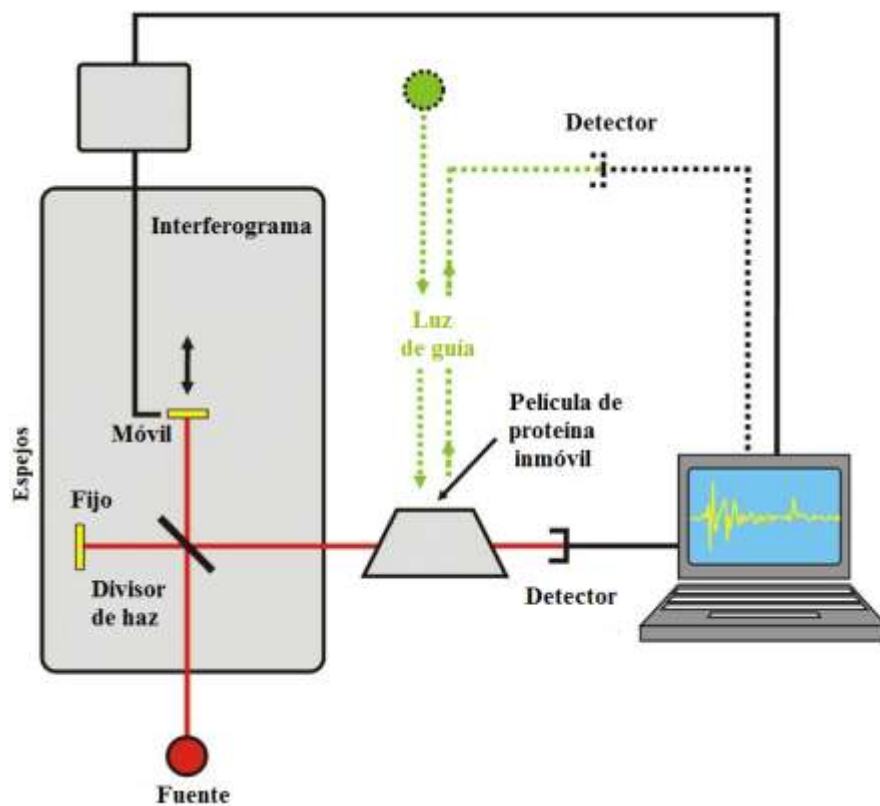 Detector
Interferograma
Luz
de guía
Película de
proteína
inmóvil
Móvil
Espejos
Fijo
Divisor
de haz
Detector
Fuente